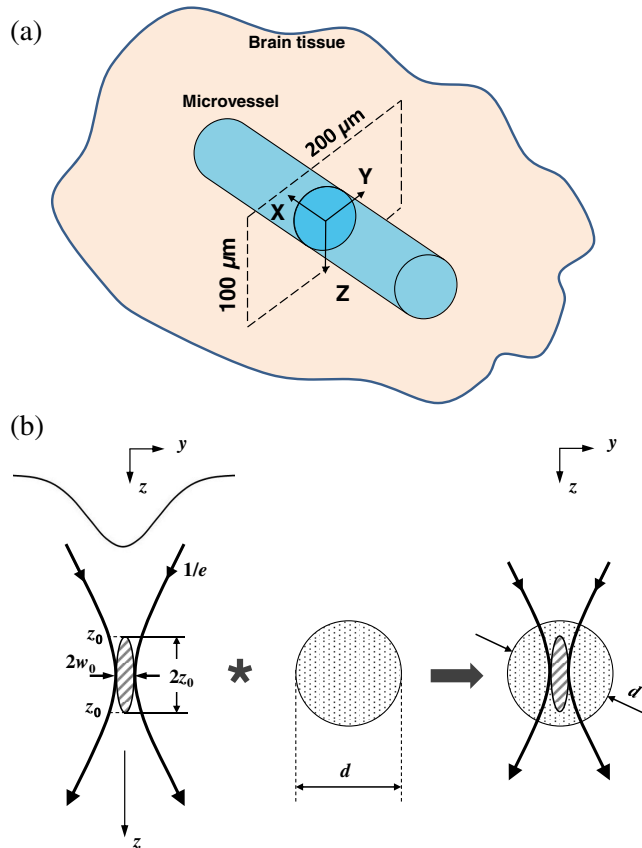 (a)
Brain tissue
Microvessel
200 μm
X
Y
100 μm
Z
(b)
y
z
y
z
1/e
z₀
2w₀
2z₀
z₀
*
d
d
z